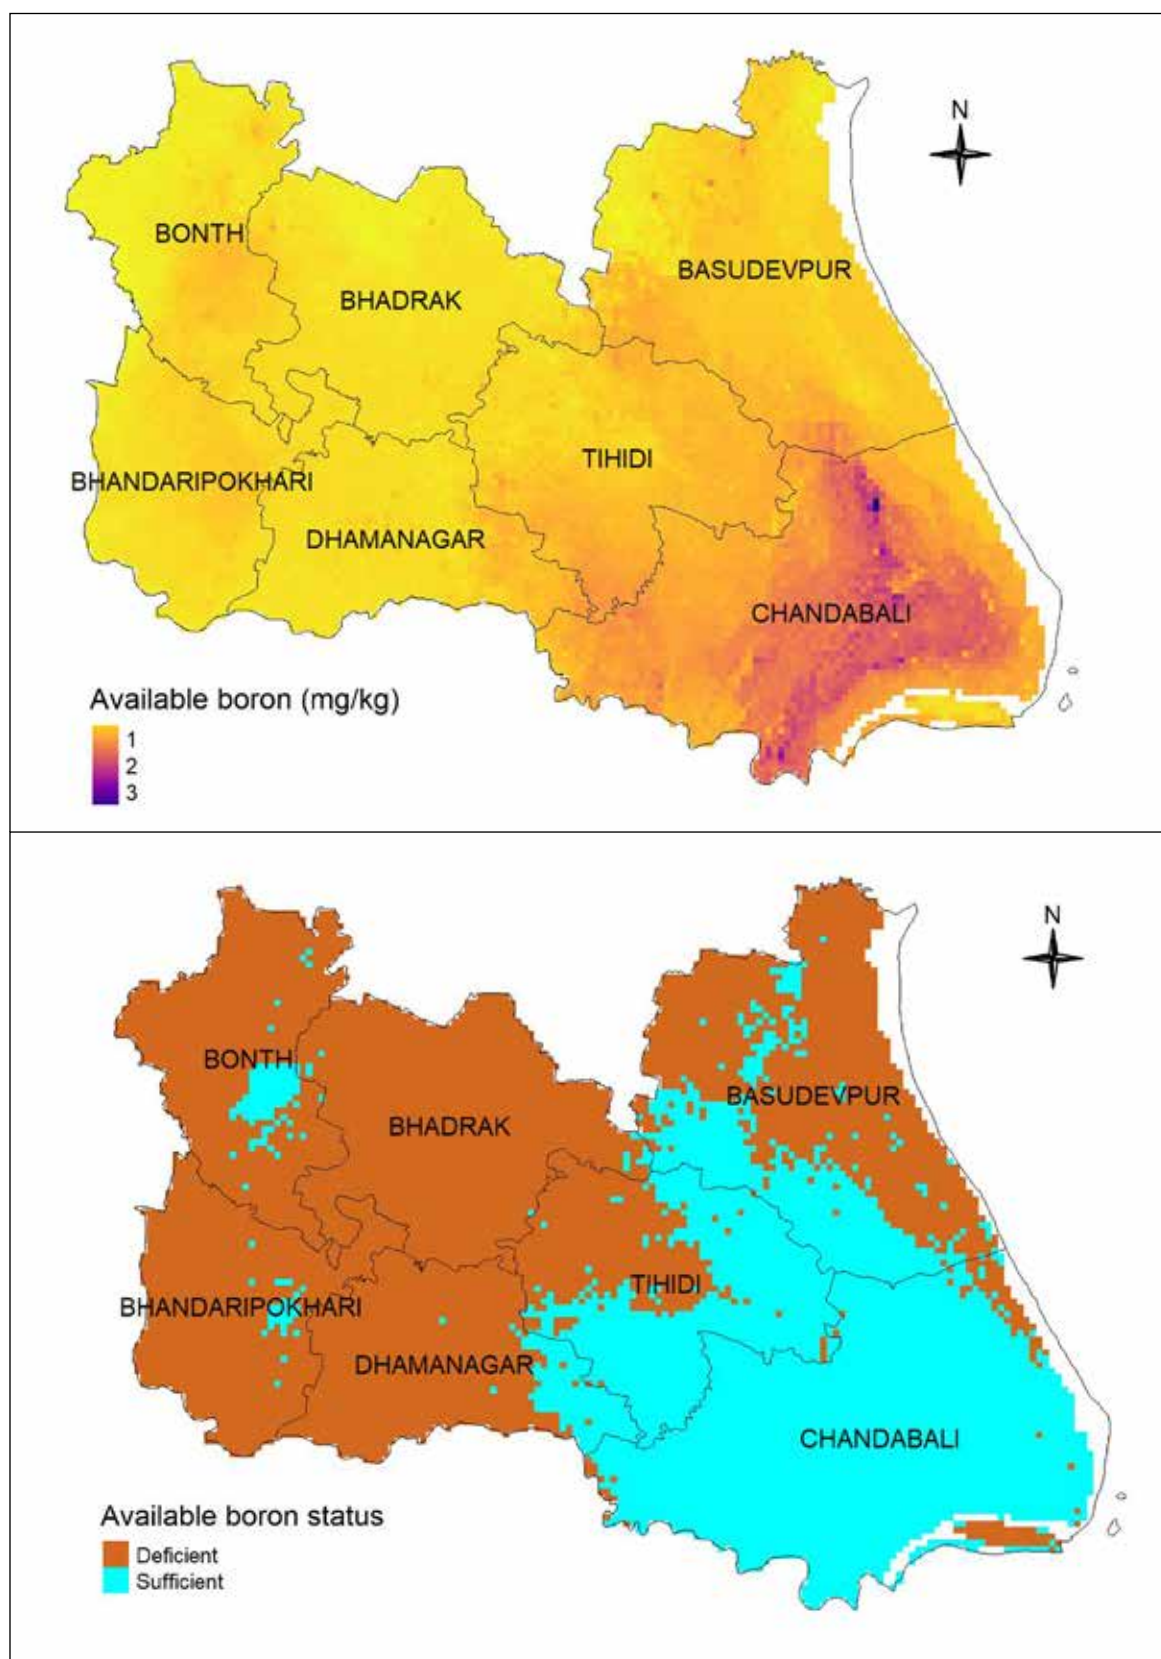 N
BONTH
BASUDEVPUR
BHADRAK
TIHIDI
BHANDARIPOKHARI
DHAMANAGAR
CHANDABALI
Available boron (mg/kg)
1
2
3
N
BONTH
BASUDEVPUR
BHADRAK
TIHIDI
BHANDARIPOKHARI
DHAMANAGAR
CHANDABALI
Available boron status
Deficient
Sufficient